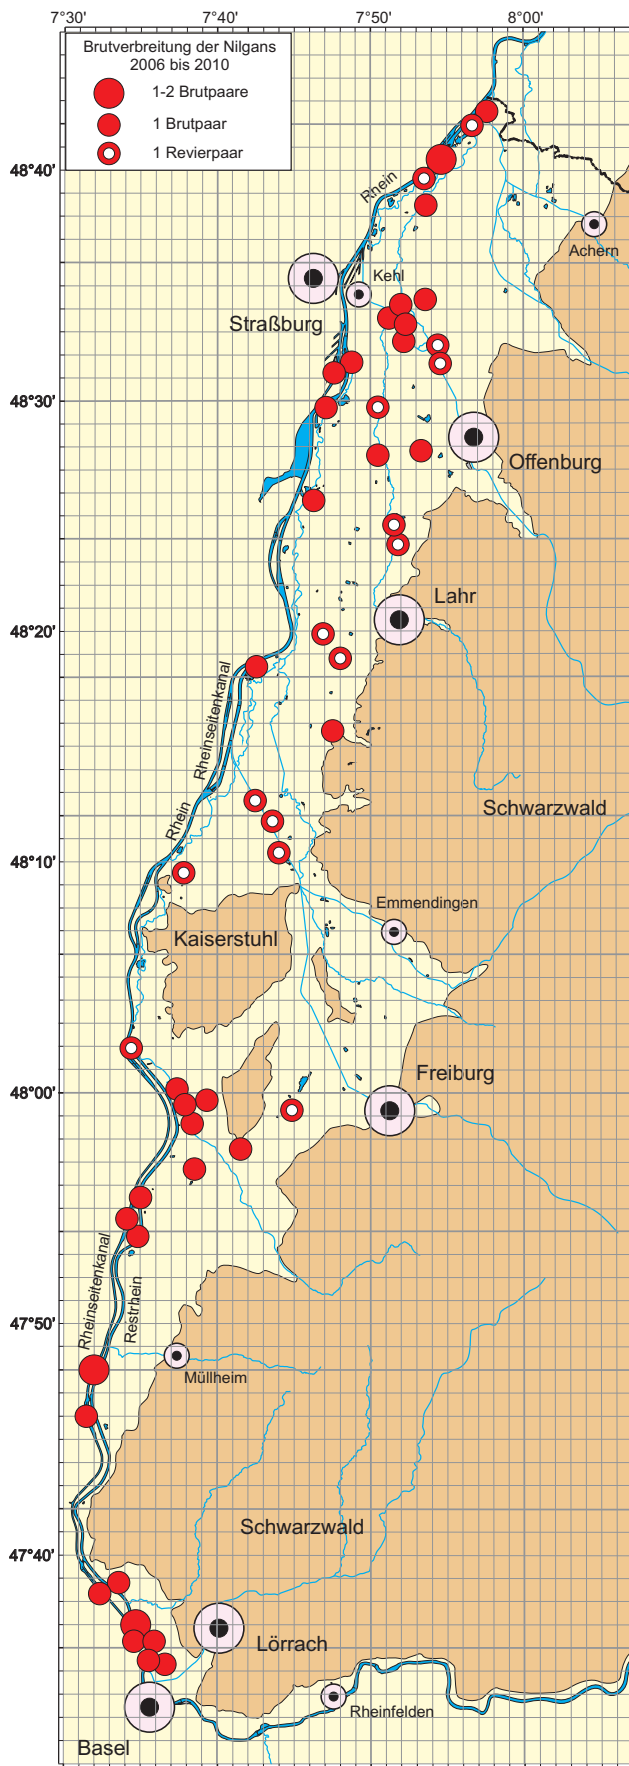 7°30' 7°40' 7°50' 8°00'
Brutverbreitung der Nilgans
2006 bis 2010
1-2 Brutpaare
1 Brutpaar
1 Revierpaar
48°40'
Rhein
Achern
Kehl
Straßburg
48°30'
Offenburg
Lahr
48°20'
Rheinseitenkanal
Schwarzwald
Rhein
48°10'
Emmendingen
Kaiserstuhl
Freiburg
48°00'
Rheinseitenkanal
Restrhein
47°50'
Müllheim
Schwarzwald
47°40'
Lörrach
Rheinfelden
Basel